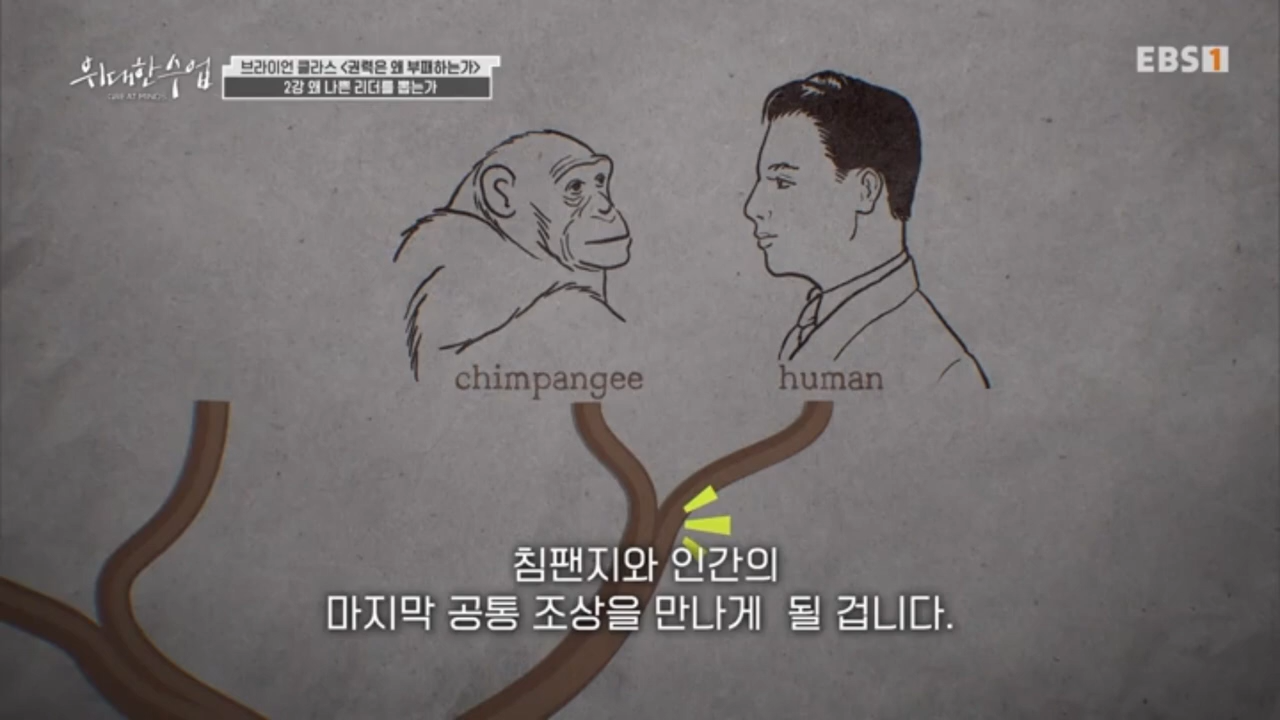 위대한 수업
GREAT MINDS
브라이언 클라스 <권력은 왜 부패하는가>
2강 왜 나쁜 리더를 뽑는가
EBS1
chimpangee
human
침팬지와 인간의
마지막 공통 조상을 만나게 될 겁니다.